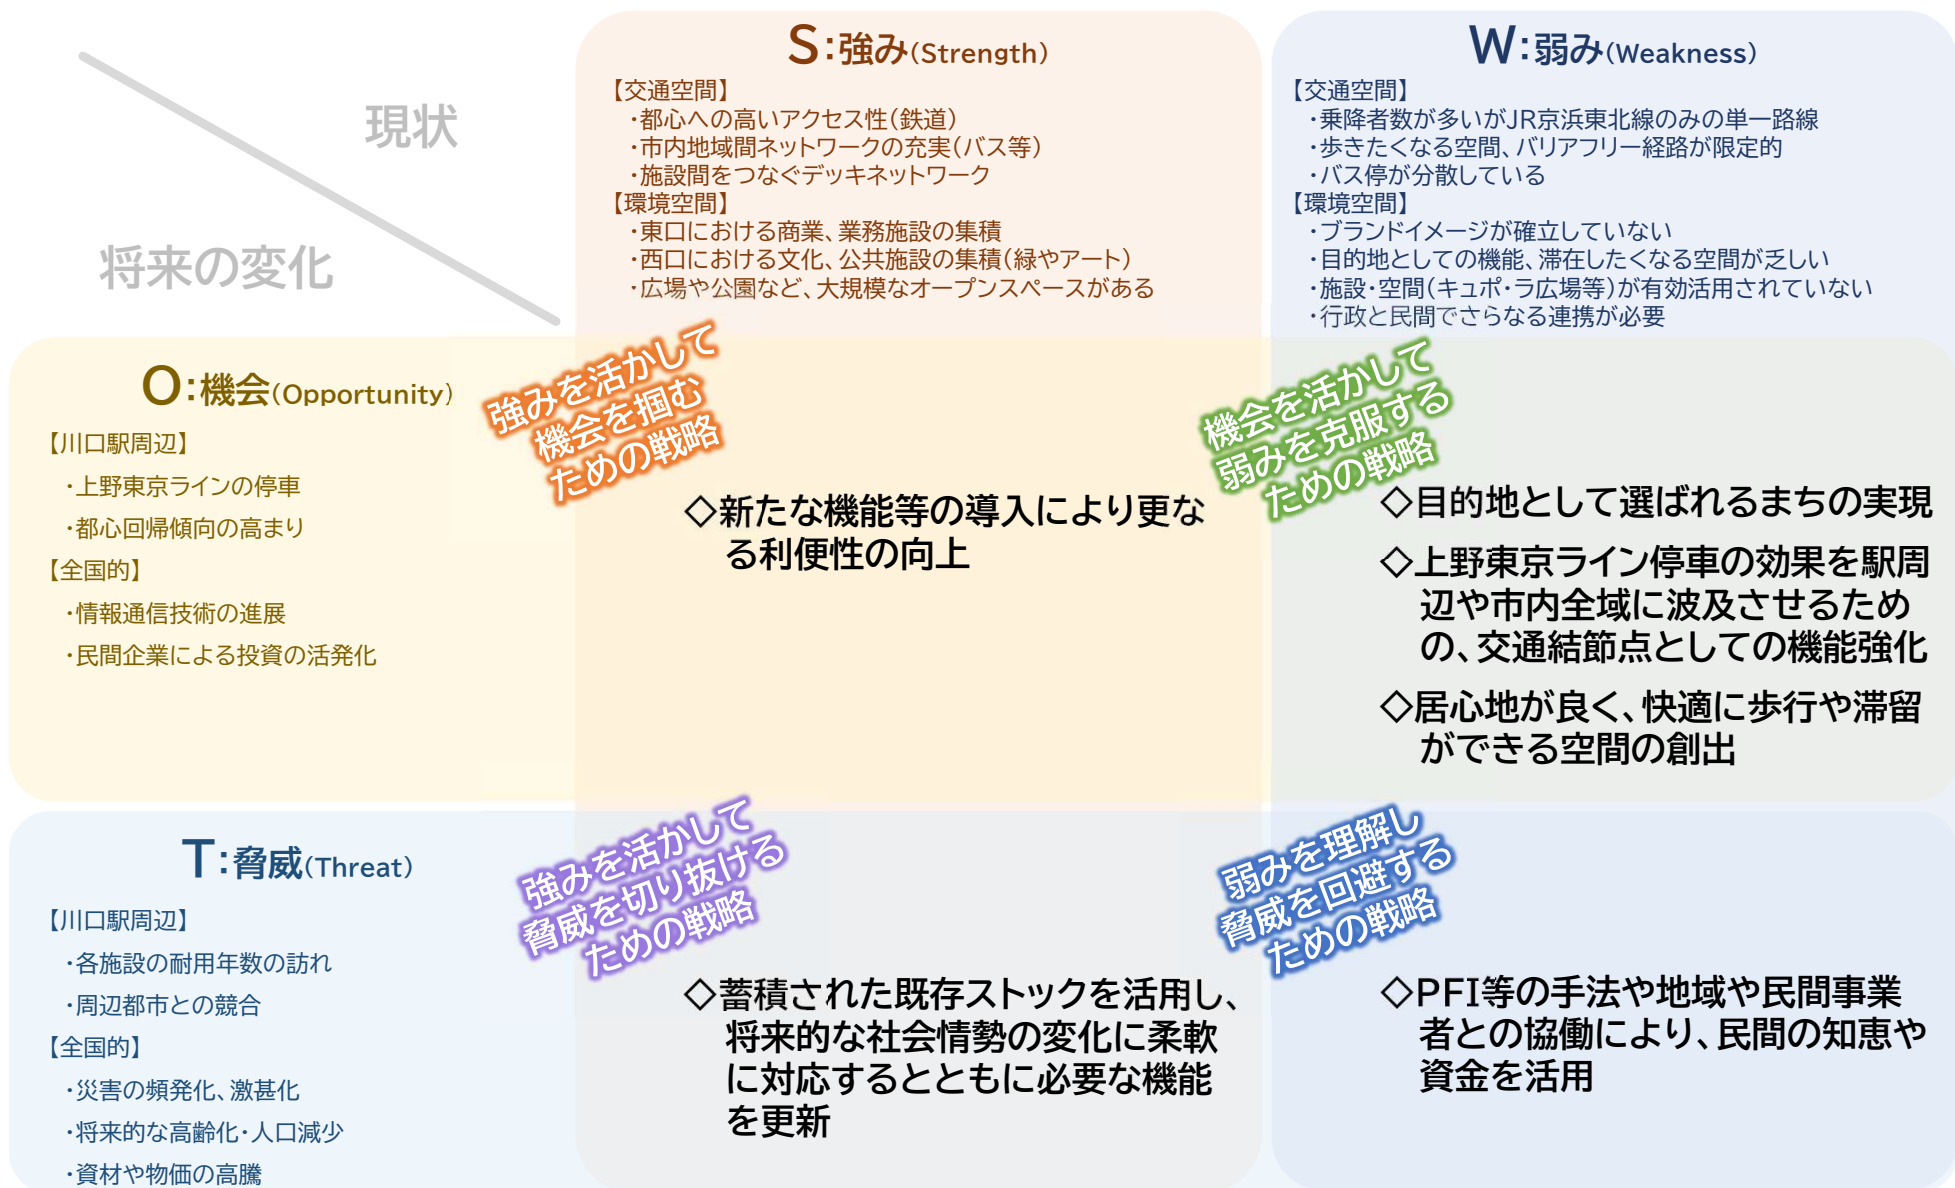 現状
将来の変化
S:強み(Strength)
【交通空間】
・都心への高いアクセス性(鉄道)
・市内地域間ネットワークの充実(バス等)
・施設間をつなぐデッキネットワーク
【環境空間】
・東口における商業、業務施設の集積
・西口における文化、公共施設の集積(緑やアート)
・広場や公園など、大規模なオープンスペースがある
W:弱み(Weakness)
【交通空間】
・乗降者数が多いがJR京浜東北線のみの単一路線
・歩きたくなる空間、バリアフリー経路が限定的
・バス停が分散している
【環境空間】
・ブランドイメージが確立していない
・目的地としての機能、滞在したくなる空間が乏しい
・施設・空間(キュポ・ラ広場等)が有効活用されていない
・行政と民間でさらなる連携が必要
O:機会(Opportunity)
【川口駅周辺】
・上野東京ラインの停車
・都心回帰傾向の高まり
【全国的】
・情報通信技術の進展
・民間企業による投資の活発化
強みを活かして
機会を掴む
ための戦略
◇新たな機能等の導入により更な
る利便性の向上
機会を活かして
弱みを克服する
ための戦略
◇目的地として選ばれるまちの実現
◇上野東京ライン停車の効果を駅周
辺や市内全域に波及させるため
の、交通結節点としての機能強化
◇居心地が良く、快適に歩行や滞留
ができる空間の創出
T:脅威(Threat)
【川口駅周辺】
・各施設の耐用年数の訪れ
・周辺都市との競合
【全国的】
・災害の頻発化、激甚化
・将来的な高齢化・人口減少
・資材や物価の高騰
強みを活かして
脅威を切り抜ける
ための戦略
◇蓄積された既存ストックを活用し、
将来的な社会情勢の変化に柔軟
に対応するとともに必要な機能
を更新
弱みを理解し
脅威を回避する
ための戦略
◇PFI等の手法や地域や民間事業
者との協働により、民間の知恵や
資金を活用